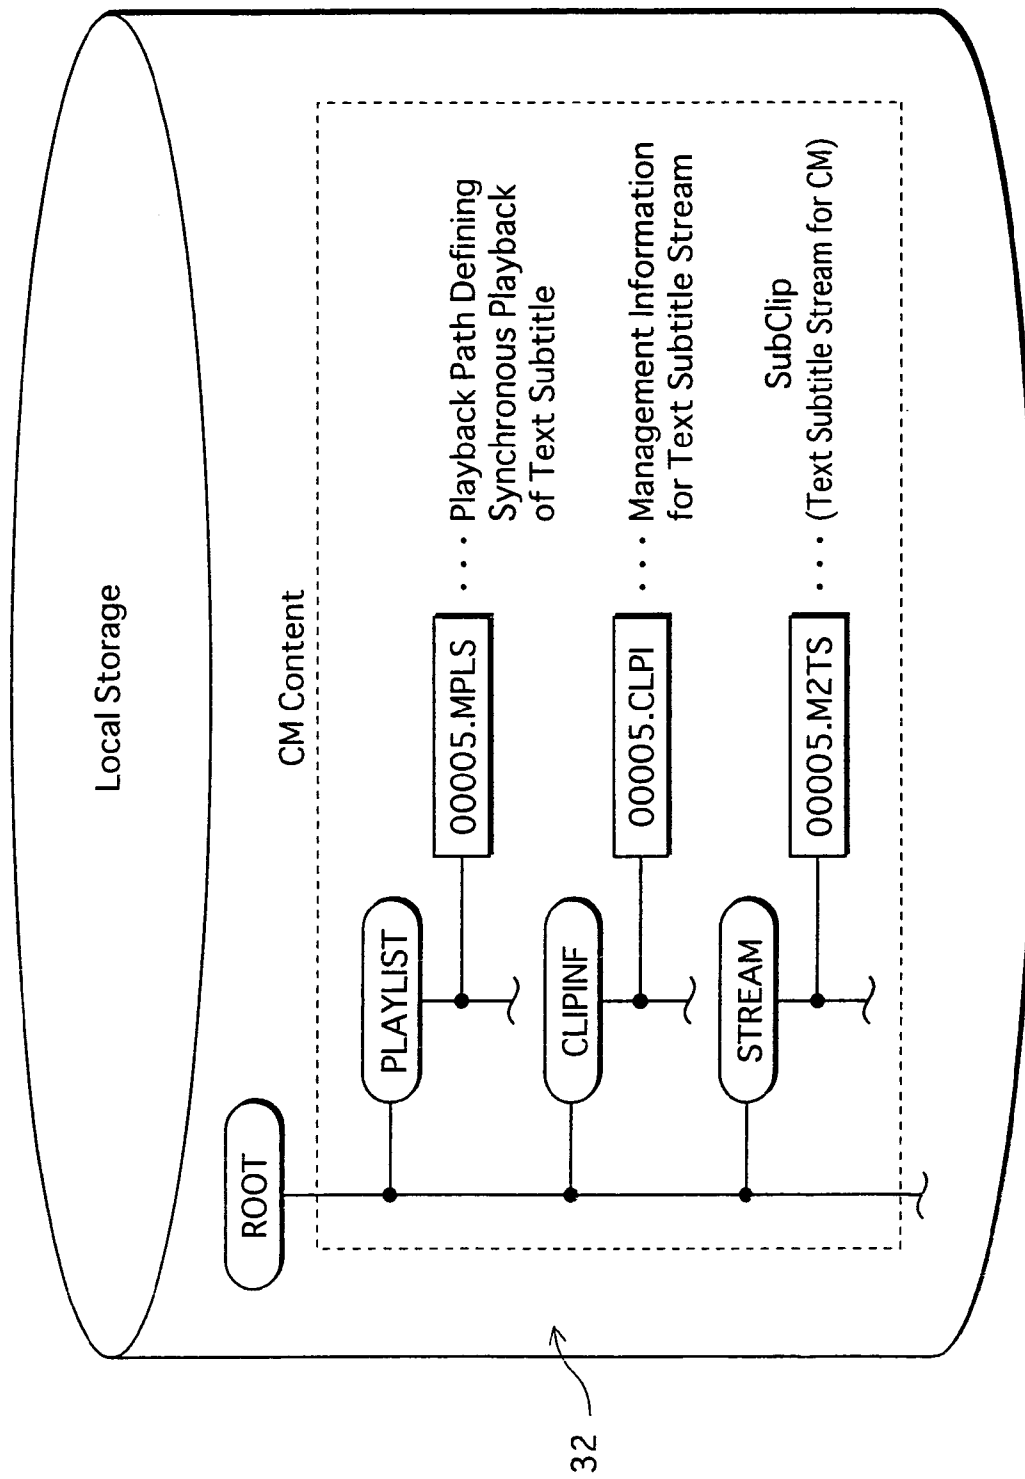 Local Storage
ROOT
CM Content
PLAYLIST
00005.MPLS
··· Playback Path Defining
Synchronous Playback
of Text Subtitle
CLIPINF
00005.CLPI
··· Management Information
for Text Subtitle Stream
STREAM
00005.M2TS
SubClip
··· (Text Subtitle Stream for CM)
32